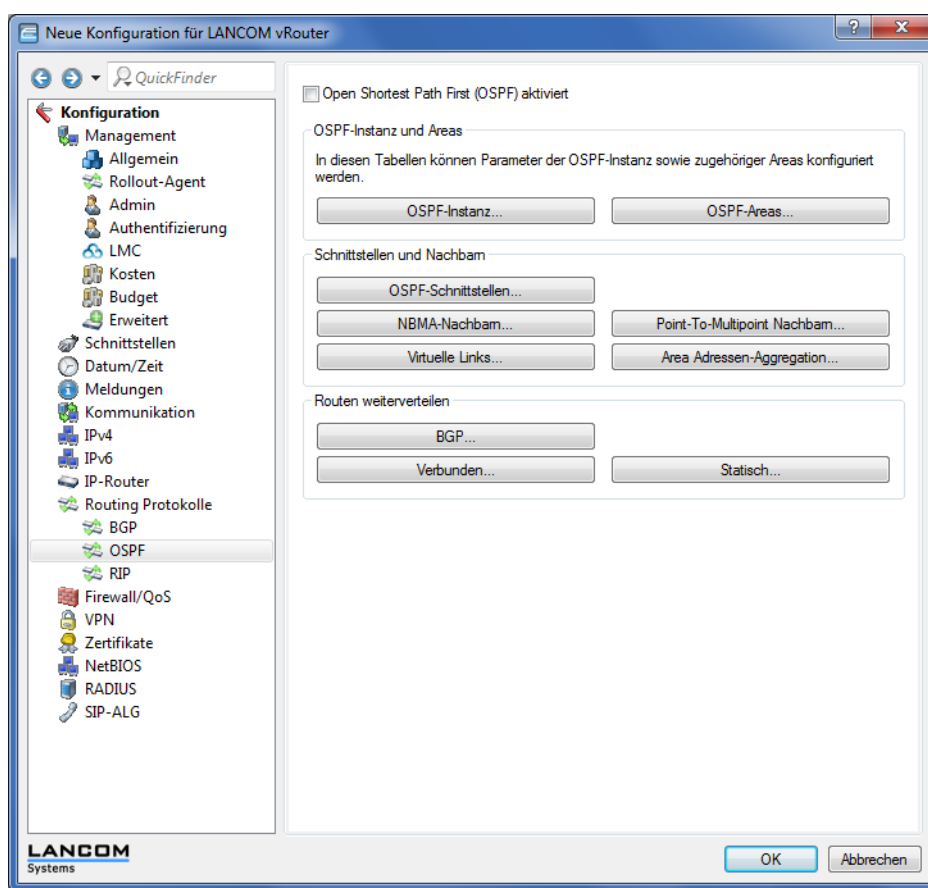 Neue Konfiguration für LANCOM vRouter
QuickFinder
Konfiguration
Management
Allgemein
Rollout-Agent
Admin
Authentifizierung
LMC
Kosten
Budget
Erweitert
Schnittstellen
Datum/Zeit
Meldungen
Kommunikation
IPv4
IPv6
IP-Router
Routing Protokolle
BGP
OSPF
RIP
Firewall/QoS
VPN
Zertifikate
NetBIOS
RADIUS
SIP-ALG
Open Shortest Path First (OSPF) aktiviert
OSPF-Instanz und Areas
In diesen Tabellen können Parameter der OSPF-Instanz sowie zugehöriger Areas konfiguriert
werden.
OSPF-Instanz...
OSPF-Areas...
Schnittstellen und Nachbarn
OSPF-Schnittstellen...
NBMA-Nachbarn...
Point-To-Multipoint Nachbarn...
Virtuelle Links...
Area Adressen-Aggregation...
Routen weiterverteilen
BGP...
Verbunden...
Statisch...
LANCOM
Systems
OK
Abbrechen